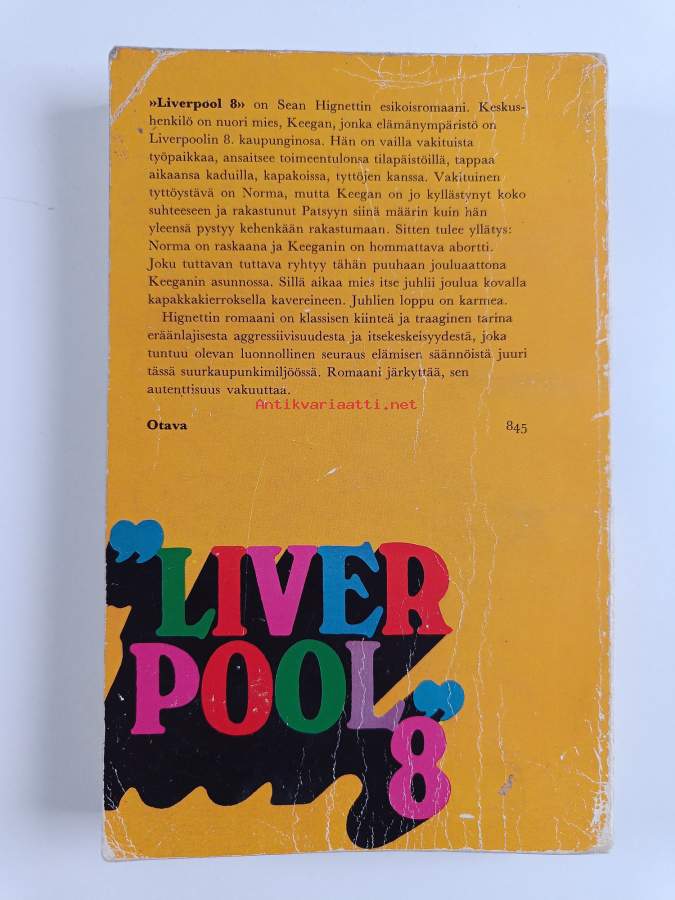 »Liverpool 8» on Sean Hignettin esikoisromaani. Keskus-
henkilö on nuori mies, Keegan, jonka elämänympäristö on
Liverpoolin 8. kaupunginosa. Hän on vailla vakituista
työpaikkaa, ansaitsee toimeentulonsa tilapäistöillä, tappaa
aikaansa kaduilla, kapakoissa, tyttöjen kanssa. Vakituinen
tyttöystävä on Norma, mutta Keegan on jo kyllästynyt koko
suhteeseen ja rakastunut Patsyyn siinä määrin kuin hän
yleensä pystyy kehenkään rakastumaan. Sitten tulee yllätys:
Norma on raskaana ja Keeganin on hommattava abortti.
Joku tuttavan tuttava ryhtyy tähän puuhaan jouluaattona
Keeganin asunnossa. Sillä aikaa mies itse juhlii joulua kovalla
kapakkakierroksella kavereineen. Juhlien loppu on karmea.
Hignettin romaani on klassisen kiinteä ja traaginen tarina
eräänlajisesta aggressiivisuudesta ja itsekeskeisyydestä, joka
tuntuu olevan luonnollinen seuraus elämisen säännöistä juuri
tässä suurkaupunkimiljöössä. Romaani järkyttää, sen
autenttisuus vakuuttaa.
Antikvariaatti.net
Otava 845
”LIVER
POOL”
8